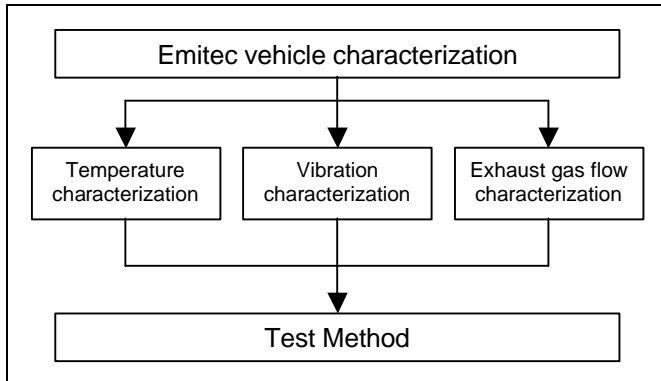 Emitec vehicle characterization
Temperature
characterization
Vibration
characterization
Exhaust gas flow
characterization
Test Method